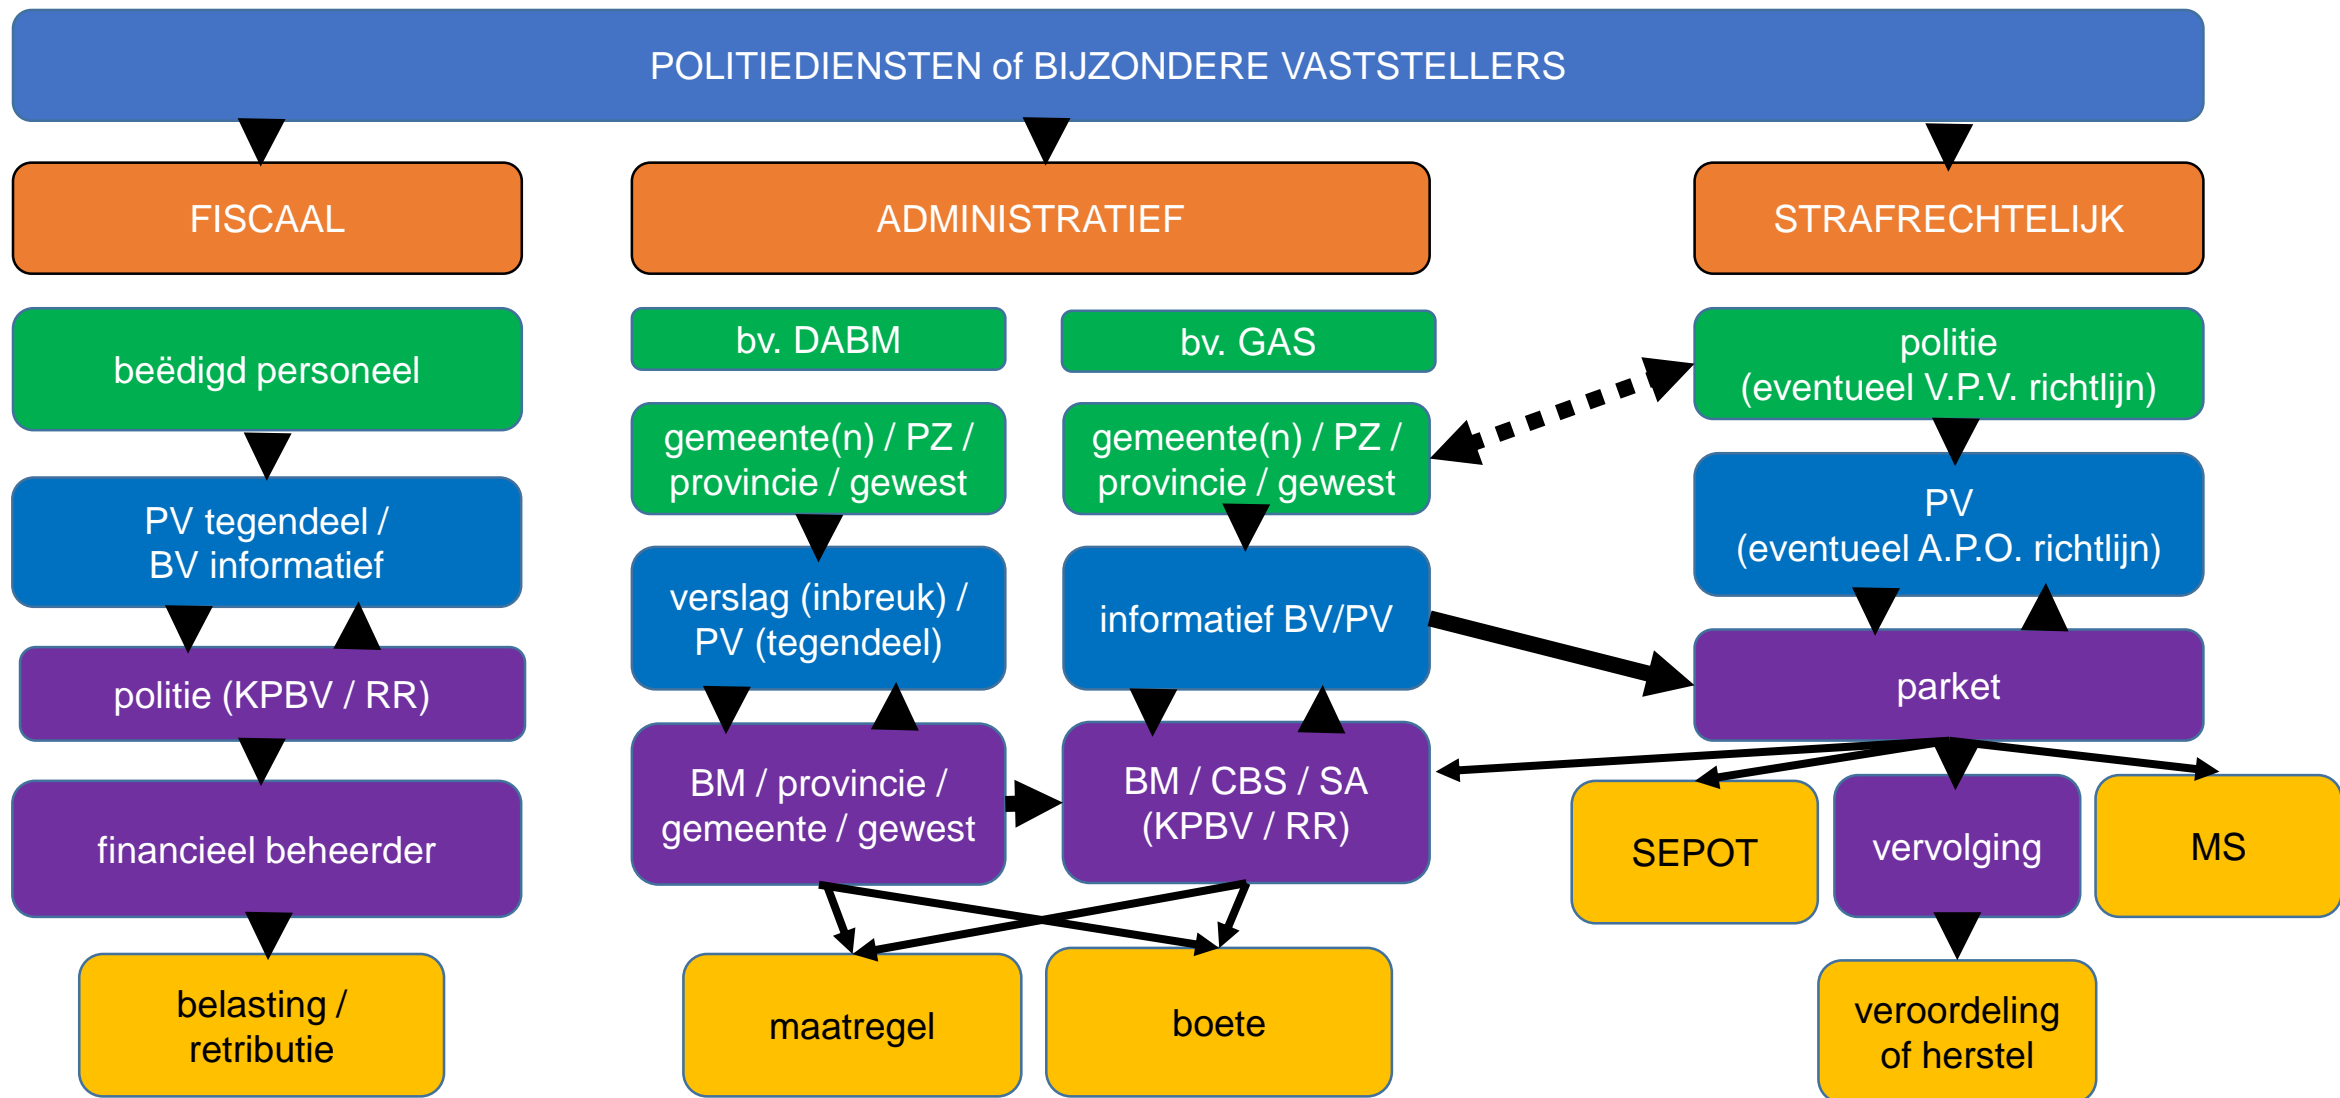 POLITIEDIENSTEN of BIJZONDERE VASTSTELLERS
FISCAAL
ADMINISTRATIEF
STRAFRECHTELIJK
beëdigd personeel
bv. DABM
bv. GAS
politie
(eventueel V.P.V. richtlijn)
gemeente(n) / PZ /
provincie / gewest
gemeente(n) / PZ /
provincie / gewest
PV tegendeel /
BV informatief
PV
(eventueel A.P.O. richtlijn)
verslag (inbreuk) /
PV (tegendeel)
informatief BV/PV
politie (KPBV / RR)
parket
BM / provincie /
gemeente / gewest
BM / CBS / SA
(KPBV / RR)
financieel beheerder
SEPOT
vervolging
MS
belasting /
retributie
maatregel
boete
veroordeling
of herstel